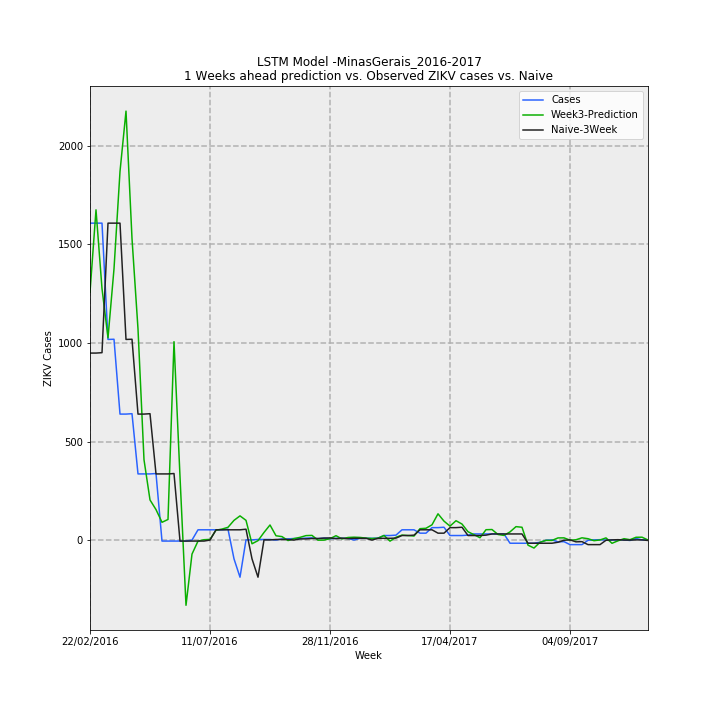 LSTM Model -MinasGerais_2016-2017
1 Weeks ahead prediction vs. Observed ZIKV cases vs. Naive
Cases
Week3-Prediction
Naive-3Week
2000
1500
1000
500
0
ZIKV Cases
22/02/2016
11/07/2016
28/11/2016
17/04/2017
04/09/2017
Week